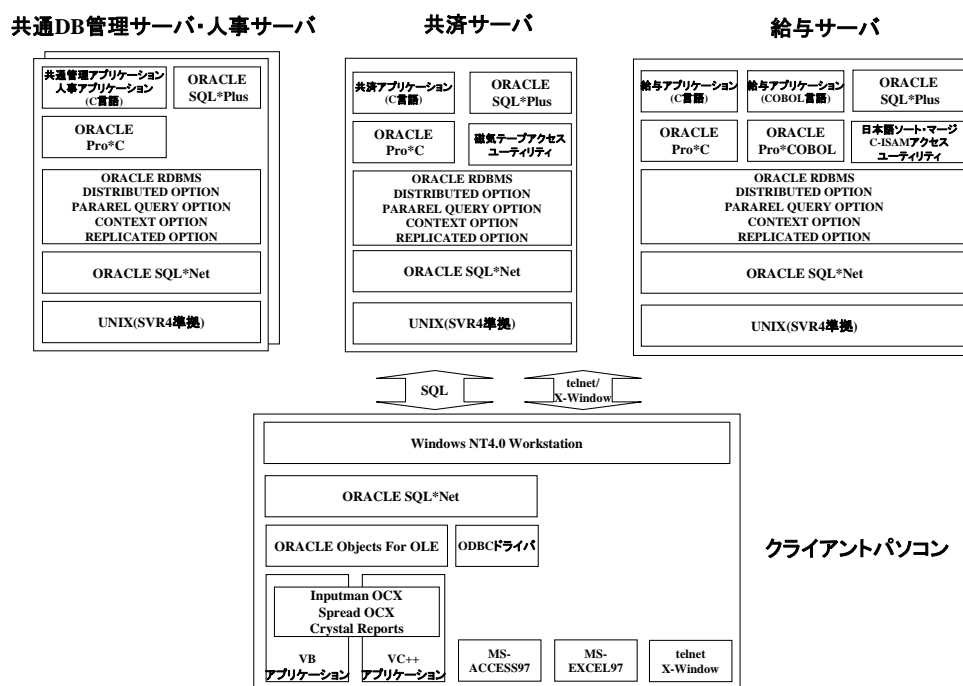 共通DB管理サーバ・人事サーバ
共通管理アプリケーション
人事アプリケーション
(C言語)
ORACLE
SQL*Plus
ORACLE
Pro*C
ORACLE RDBMS
DISTRIBUTED OPTION
PARAREL QUERY OPTION
CONTEXT OPTION
REPLICATED OPTION
ORACLE SQL*Net
UNIX(SVR4準拠)
共済サーバ
共済アプリケーション
(C言語)
ORACLE
SQL*Plus
ORACLE
Pro*C
磁気テープアクセス
ユーティリティ
ORACLE RDBMS
DISTRIBUTED OPTION
PARAREL QUERY OPTION
CONTEXT OPTION
REPLICATED OPTION
ORACLE SQL*Net
UNIX(SVR4準拠)
給与サーバ
給与アプリケーション
(C言語)
給与アプリケーション
(COBOL言語)
ORACLE
SQL*Plus
ORACLE
Pro*C
ORACLE
Pro*COBOL
日本語ソート・マージ
C-ISAMアクセス
ユーティリティ
ORACLE RDBMS
DISTRIBUTED OPTION
PARAREL QUERY OPTION
CONTEXT OPTION
REPLICATED OPTION
ORACLE SQL*Net
UNIX(SVR4準拠)
SQL
telnet/
X-Window
Windows NT4.0 Workstation
ORACLE SQL*Net
ORACLE Objects For OLE
ODBCドライバ
クライアントパソコン
Inputman OCX
Spread OCX
Crystal Reports
VB
アプリケーション
VC++
アプリケーション
MS-
ACCESS97
MS-
EXCEL97
telnet
X-Window